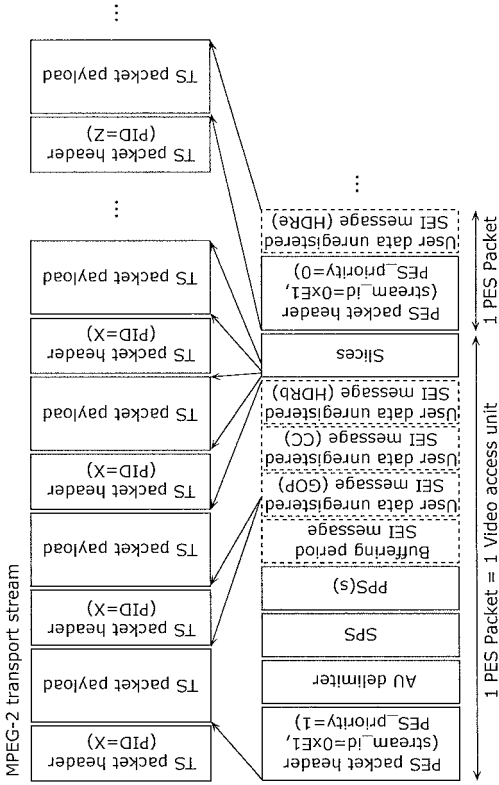 MPEG-2 transport stream
TS packet header
(PID=X)
TS packet payload
TS packet header
(PID=X)
TS packet payload
TS packet header
(PID=X)
TS packet payload
TS packet header
(PID=X)
TS packet payload
...
TS packet header
(PID=Z)
TS packet payload
...
PES packet header
(stream_id=0xE1,
PES_priority=1)
AU delimiter
SPS
PPS(s)
Buffering period
SEI message
User data unregistered
SEI message (GOP)
User data unregistered
SEI message (CC)
User data unregistered
SEI message (HDRb)
Slices
PES packet header
(stream_id=0xE1,
PES_priority=0)
User data unregistered
SEI message (HDRe)
...
1 PES Packet = 1 Video access unit
1 PES Packet